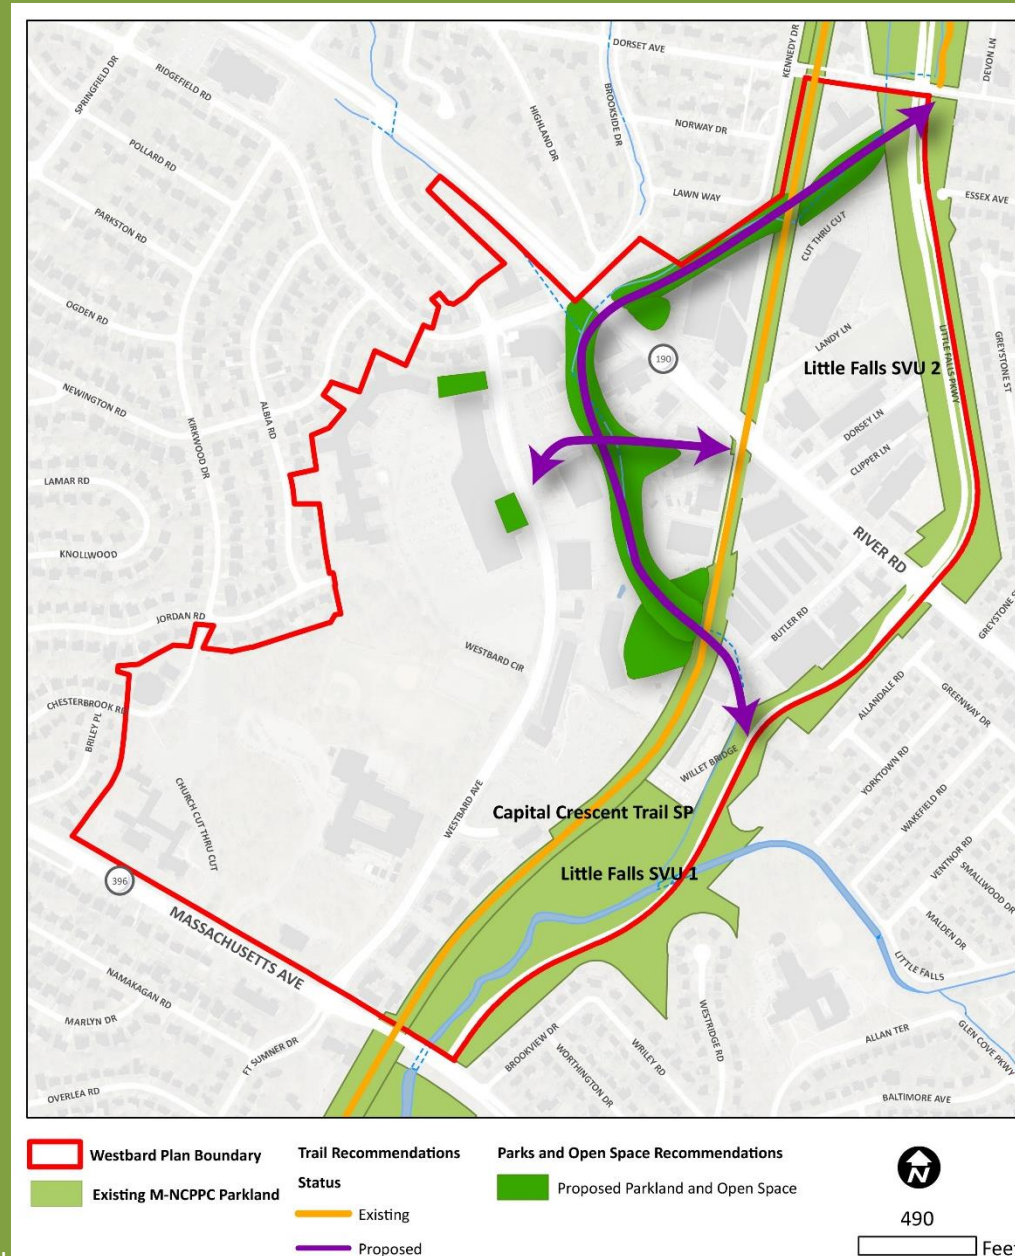 DORSET AVE
KENNEDY DR
DEVON LN
SPRINGFIELD DR
RIDGEFIELD RD
HIGHLAND DR
BROOKSIDE DR
NORWAY DR
POLLARD RD
LAWN WAY
ESSEX AVE
PARKSTON RD
CUT THRU CUT
OGDEN RD
LANDY LN
190
Little Falls SVU 2
LITTLE FALLS PKWY
GREYSTONE ST
NEWINGTON RD
KIRKWOOD DR
ALBIA RD
DORSEY LN
CLIPPER LN
LAMAR RD
RIVER RD
KNOLLWOOD
JORDAN RD
BUTLER RD
GREYSTONE S
WESTBARD CIR
ALLANDALE RD
GREENWAY DR
CHESTERBROOK RD
BRILEY PL
WILLET BRIDGE
YORKTOWN RD
WAKEFIELD RD
CHURCH CUT THRU CUT
WESTBARD AVE
Capital Crescent Trail SP
Little Falls SVU 1
VENTNOR RD
SMALLWOOD DR
396
MASSACHUSETTS AVE
MALDEN DR
LITTLE FALLS
NAMAKAGAN RD
MARLYN DR
FT SUMNER DR
BROOKVIEW DR
WORTHINGTON DR
WRILEY RD
WESTRIDGE RD
ALLAN TER
GLEN COVE PKWY
OVERLEA RD
BALTIMORE AVE
Westbard Plan Boundary
Existing M-NCPPC Parkland
Trail Recommendations
Status
Existing
Proposed
Parks and Open Space Recommendations
Proposed Parkland and Open Space
N
490
Feet